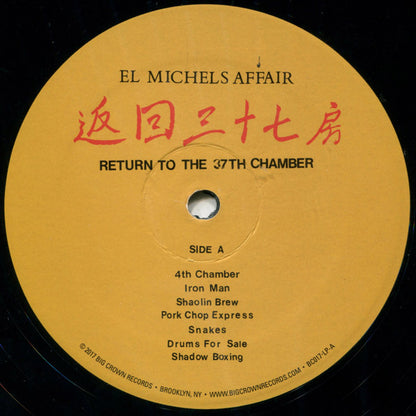 EL MICHELS AFFAIR
返回三十七房
RETURN TO THE 37TH CHAMBER
SIDE A
4th Chamber
Iron Man
Shaolin Brew
Pork Chop Express
Snakes
Drums For Sale
Shadow Boxing
©2017 BIG CROWN RECORDS • BROOKLYN, NY • WWW.BIGCROWNRECORDS.COM • BC017-LP-A